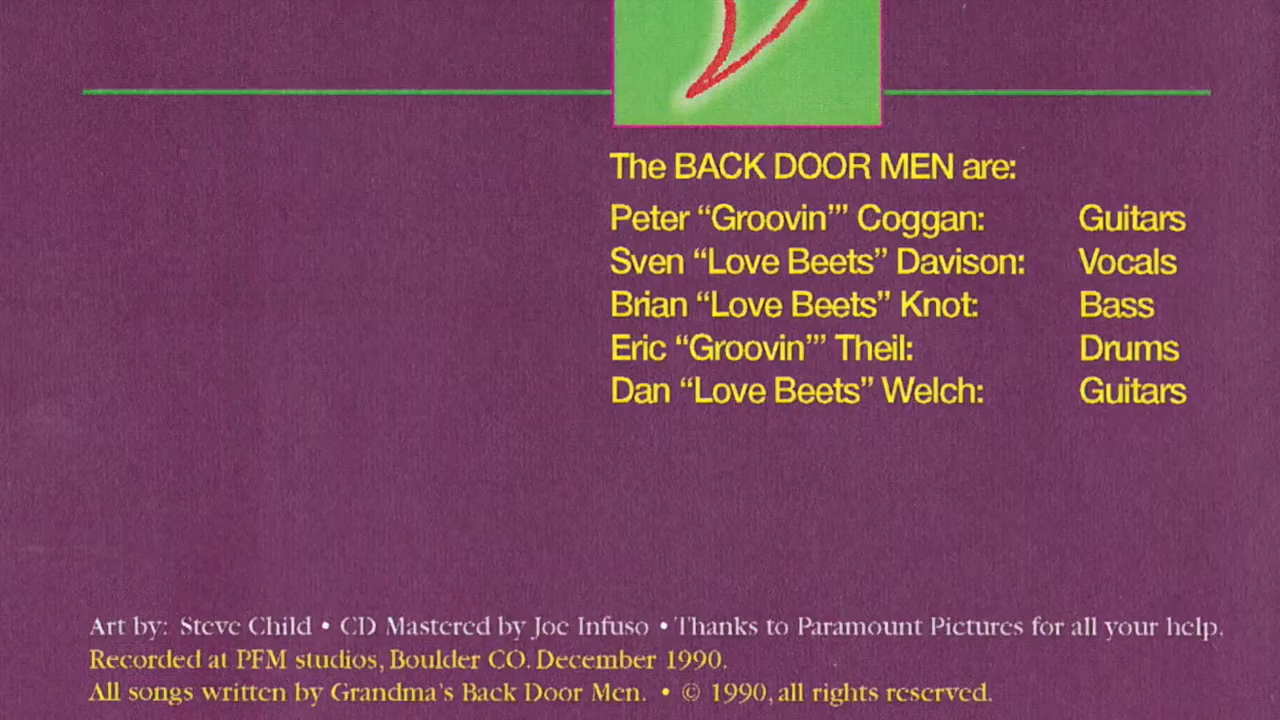 The BACK DOOR MEN are:
Peter “Groovin’” Coggan: Guitars
Sven “Love Beets” Davison: Vocals
Brian “Love Beets” Knot: Bass
Eric “Groovin’” Theil: Drums
Dan “Love Beets” Welch: Guitars
Art by: Steve Child • CD Mastered by Joe Infuso • Thanks to Paramount Pictures for all your help.
Recorded at PFM studios, Boulder CO. December 1990.
All songs written by Grandma's Back Door Men. • © 1990, all rights reserved.